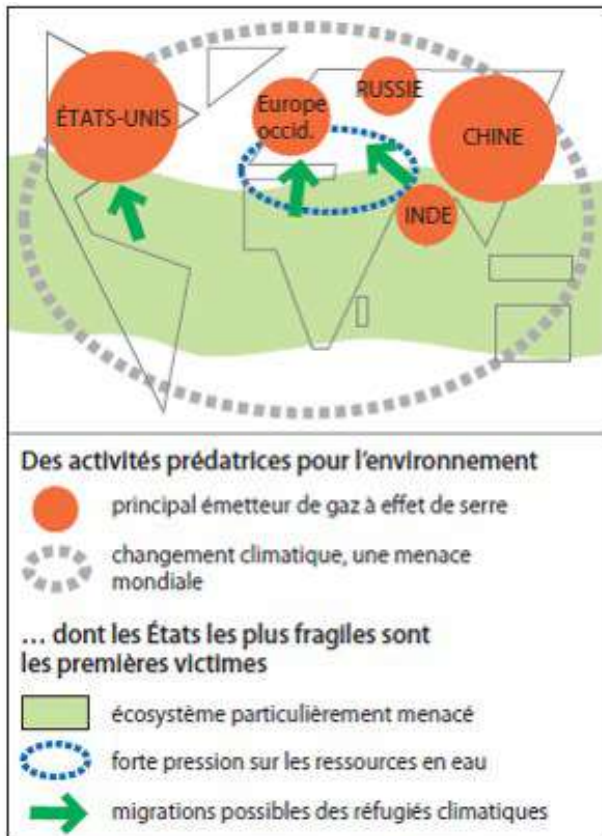 ÉTATS-UNIS
Europe
occid.
RUSSIE
CHINE
INDE
Des activités prédatrices pour l'environnement
principal émetteur de gaz à effet de serre
changement climatique, une menace
mondiale
... dont les États les plus fragiles sont
les premières victimes
écosystème particulièrement menacé
forte pression sur les ressources en eau
migrations possibles des réfugiés climatiques